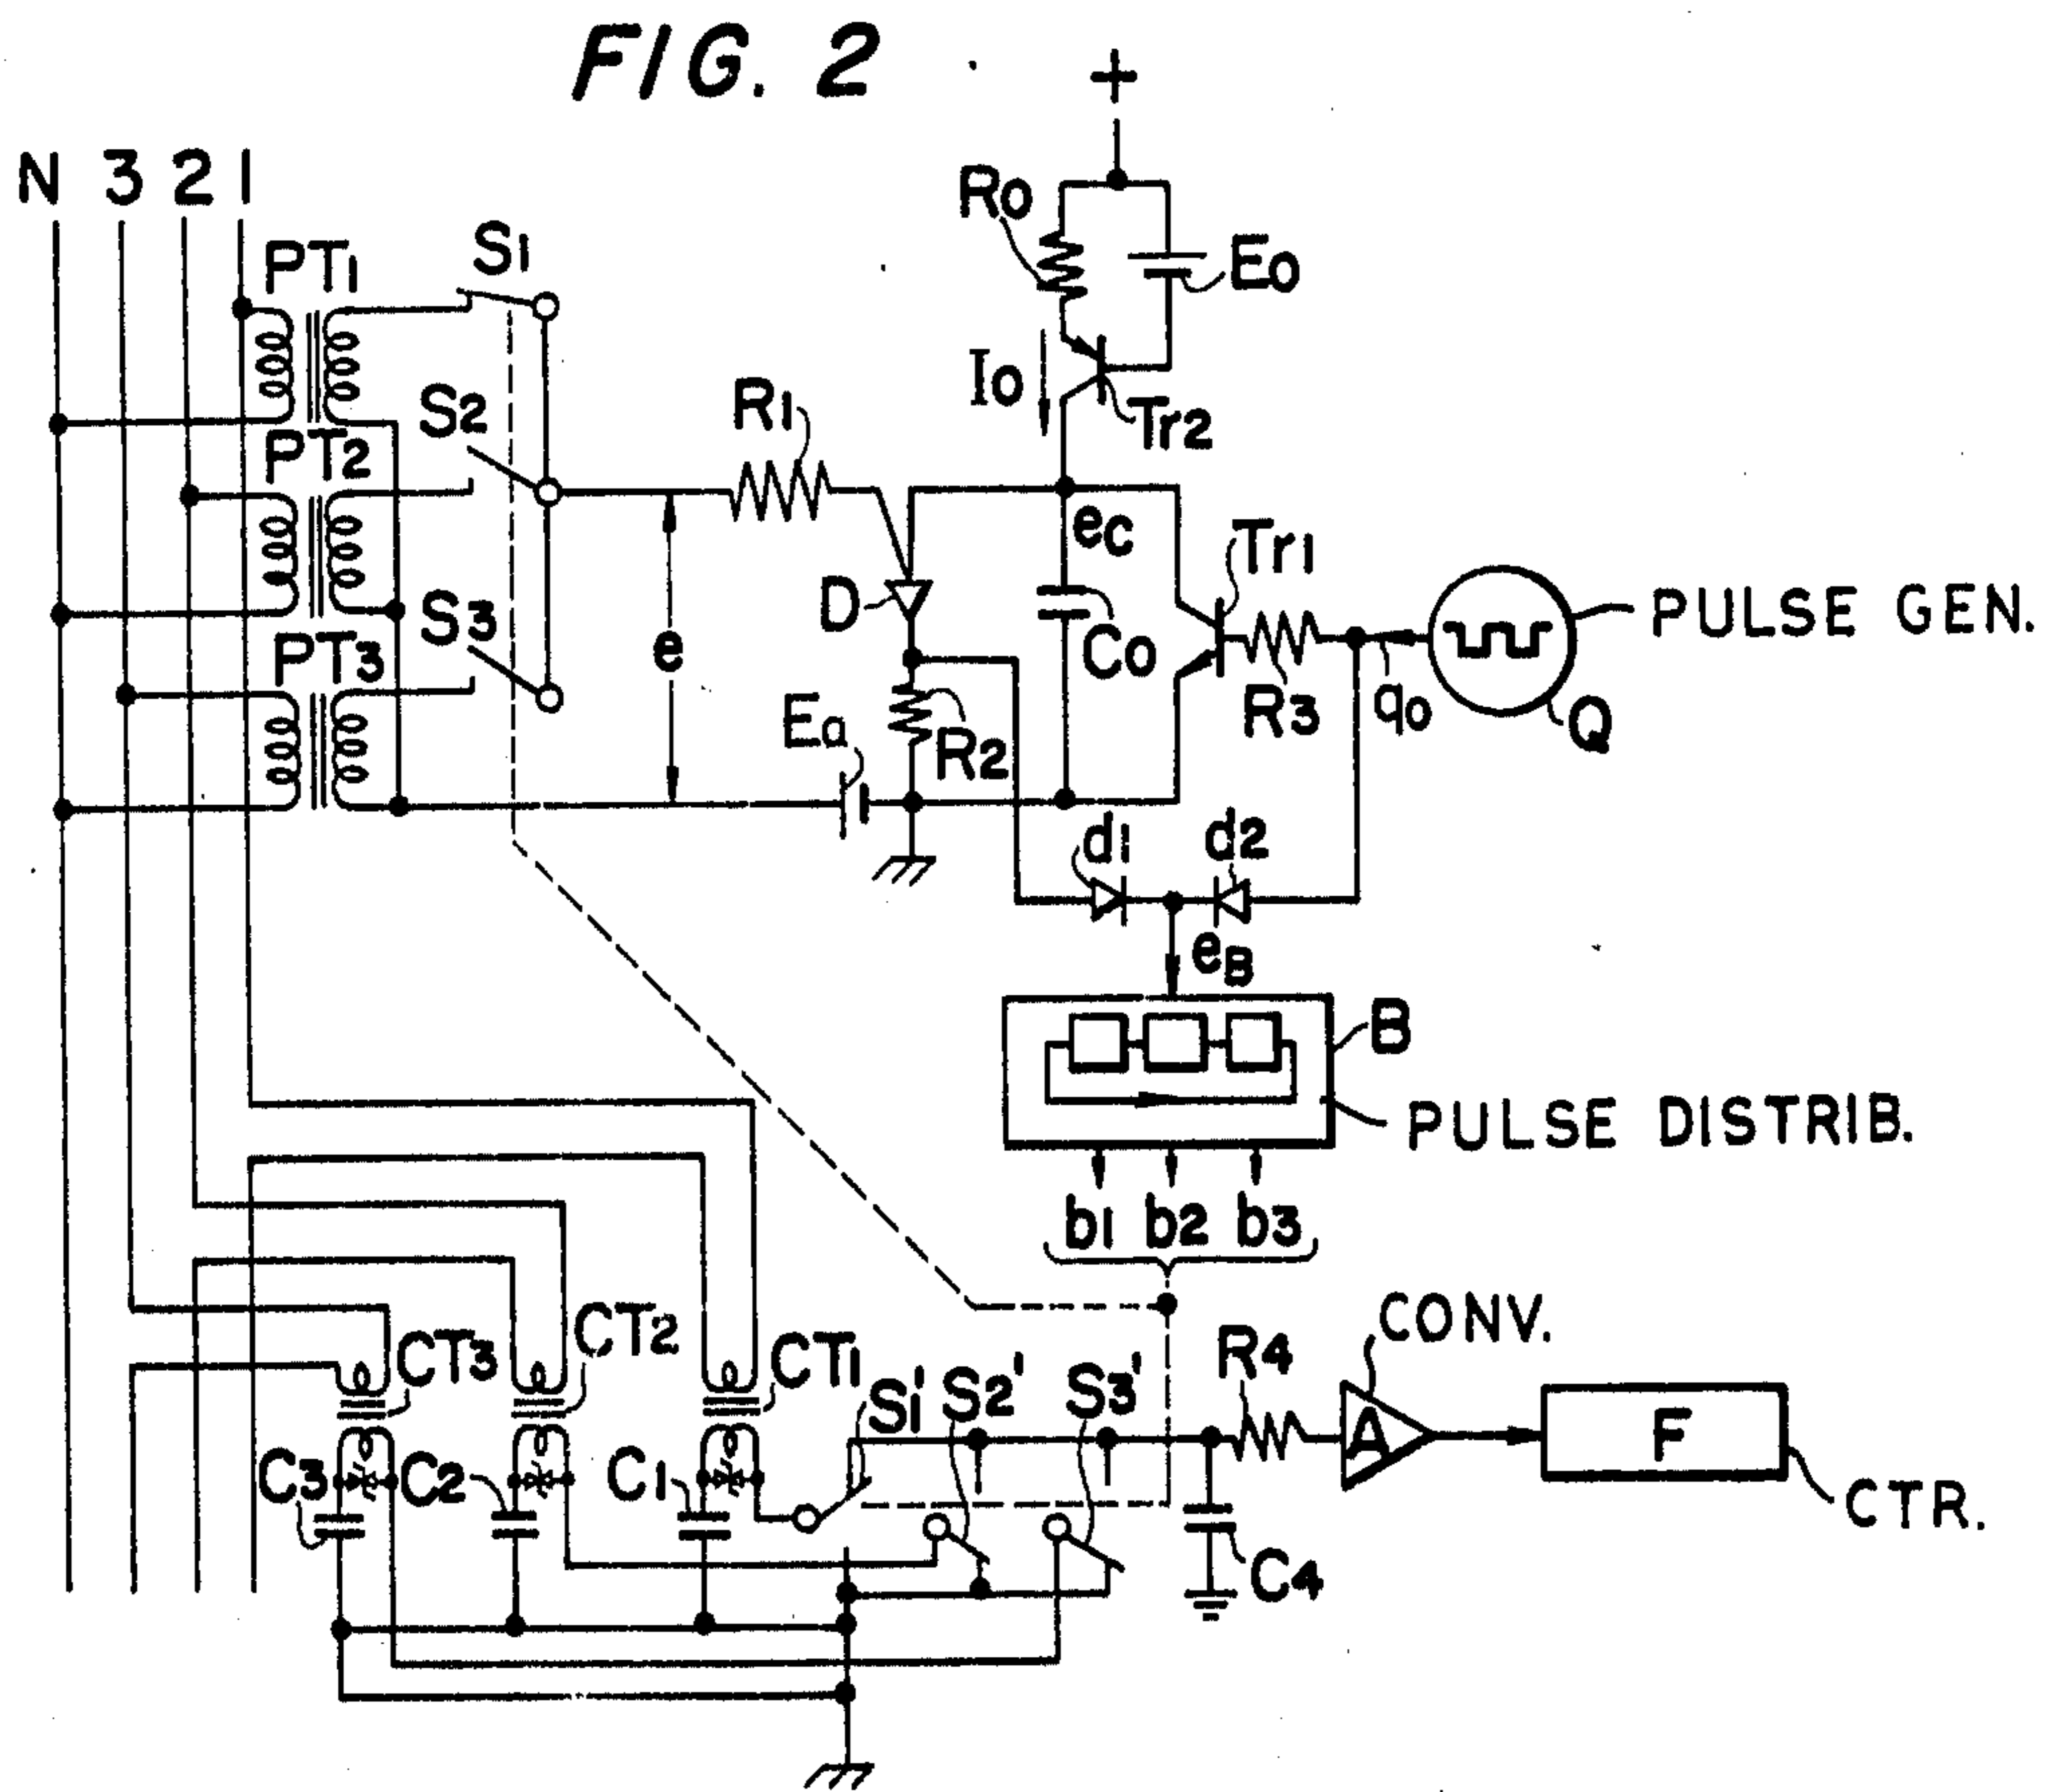 FIG. 2
+
N 3 2 1
PT1
S1
Ro
Eo
Io
Tr2
S2
R1
PT2
ec
Tr1
D
Co
S3
e
PULSE GEN.
PT3
Ea
R2
R3
qo
Q
d1
d2
eB
B
PULSE DISTRIB.
b1 b2 b3
CONV.
CT3
CT2
CT1
S1'
S2'
S3'
R4
A
F
C3
C2
C1
CTR.
C4